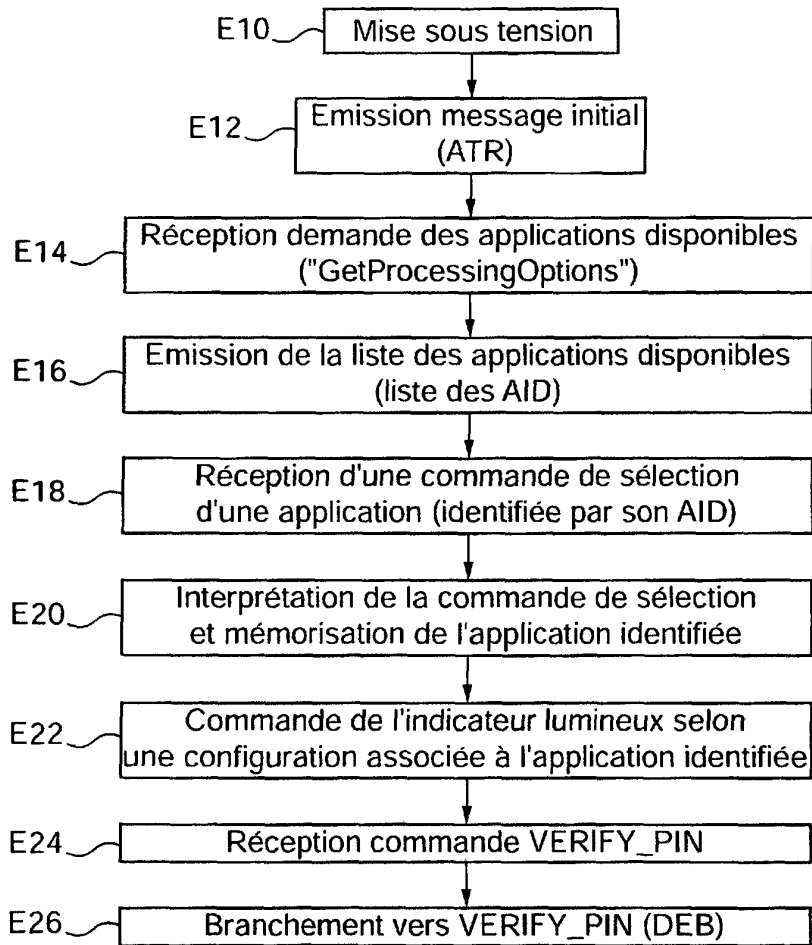 E10
Mise sous tension
E12
Emission message initial
(ATR)
E14
Réception demande des applications disponibles
("GetProcessingOptions")
E16
Emission de la liste des applications disponibles
(liste des AID)
E18
Réception d'une commande de sélection
d'une application (identifiée par son AID)
E20
Interprétation de la commande de sélection
et mémorisation de l'application identifiée
E22
Commande de l'indicateur lumineux selon
une configuration associée à l'application identifiée
E24
Réception commande VERIFY_PIN
E26
Branchement vers VERIFY_PIN (DEB)